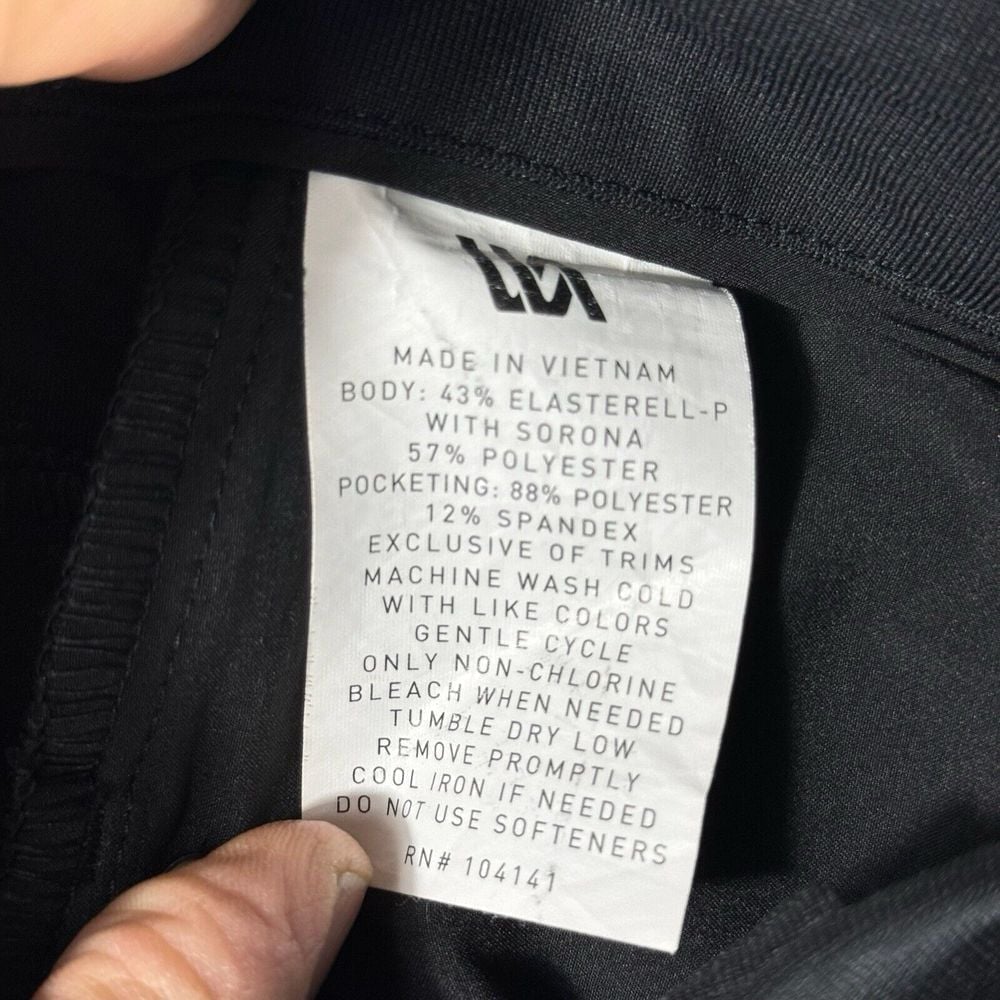 MADE IN VIETNAM
BODY: 43% ELASTERELL-P
WITH SORONA
57% POLYESTER
POCKETING: 88% POLYESTER
12% SPANDEX
EXCLUSIVE OF TRIMS
MACHINE WASH COLD
WITH LIKE COLORS
GENTLE CYCLE
ONLY NON-CHLORINE
BLEACH WHEN NEEDED
TUMBLE DRY LOW
REMOVE PROMPTLY
COOL IRON IF NEEDED
DO NOT USE SOFTENERS
RN# 104141